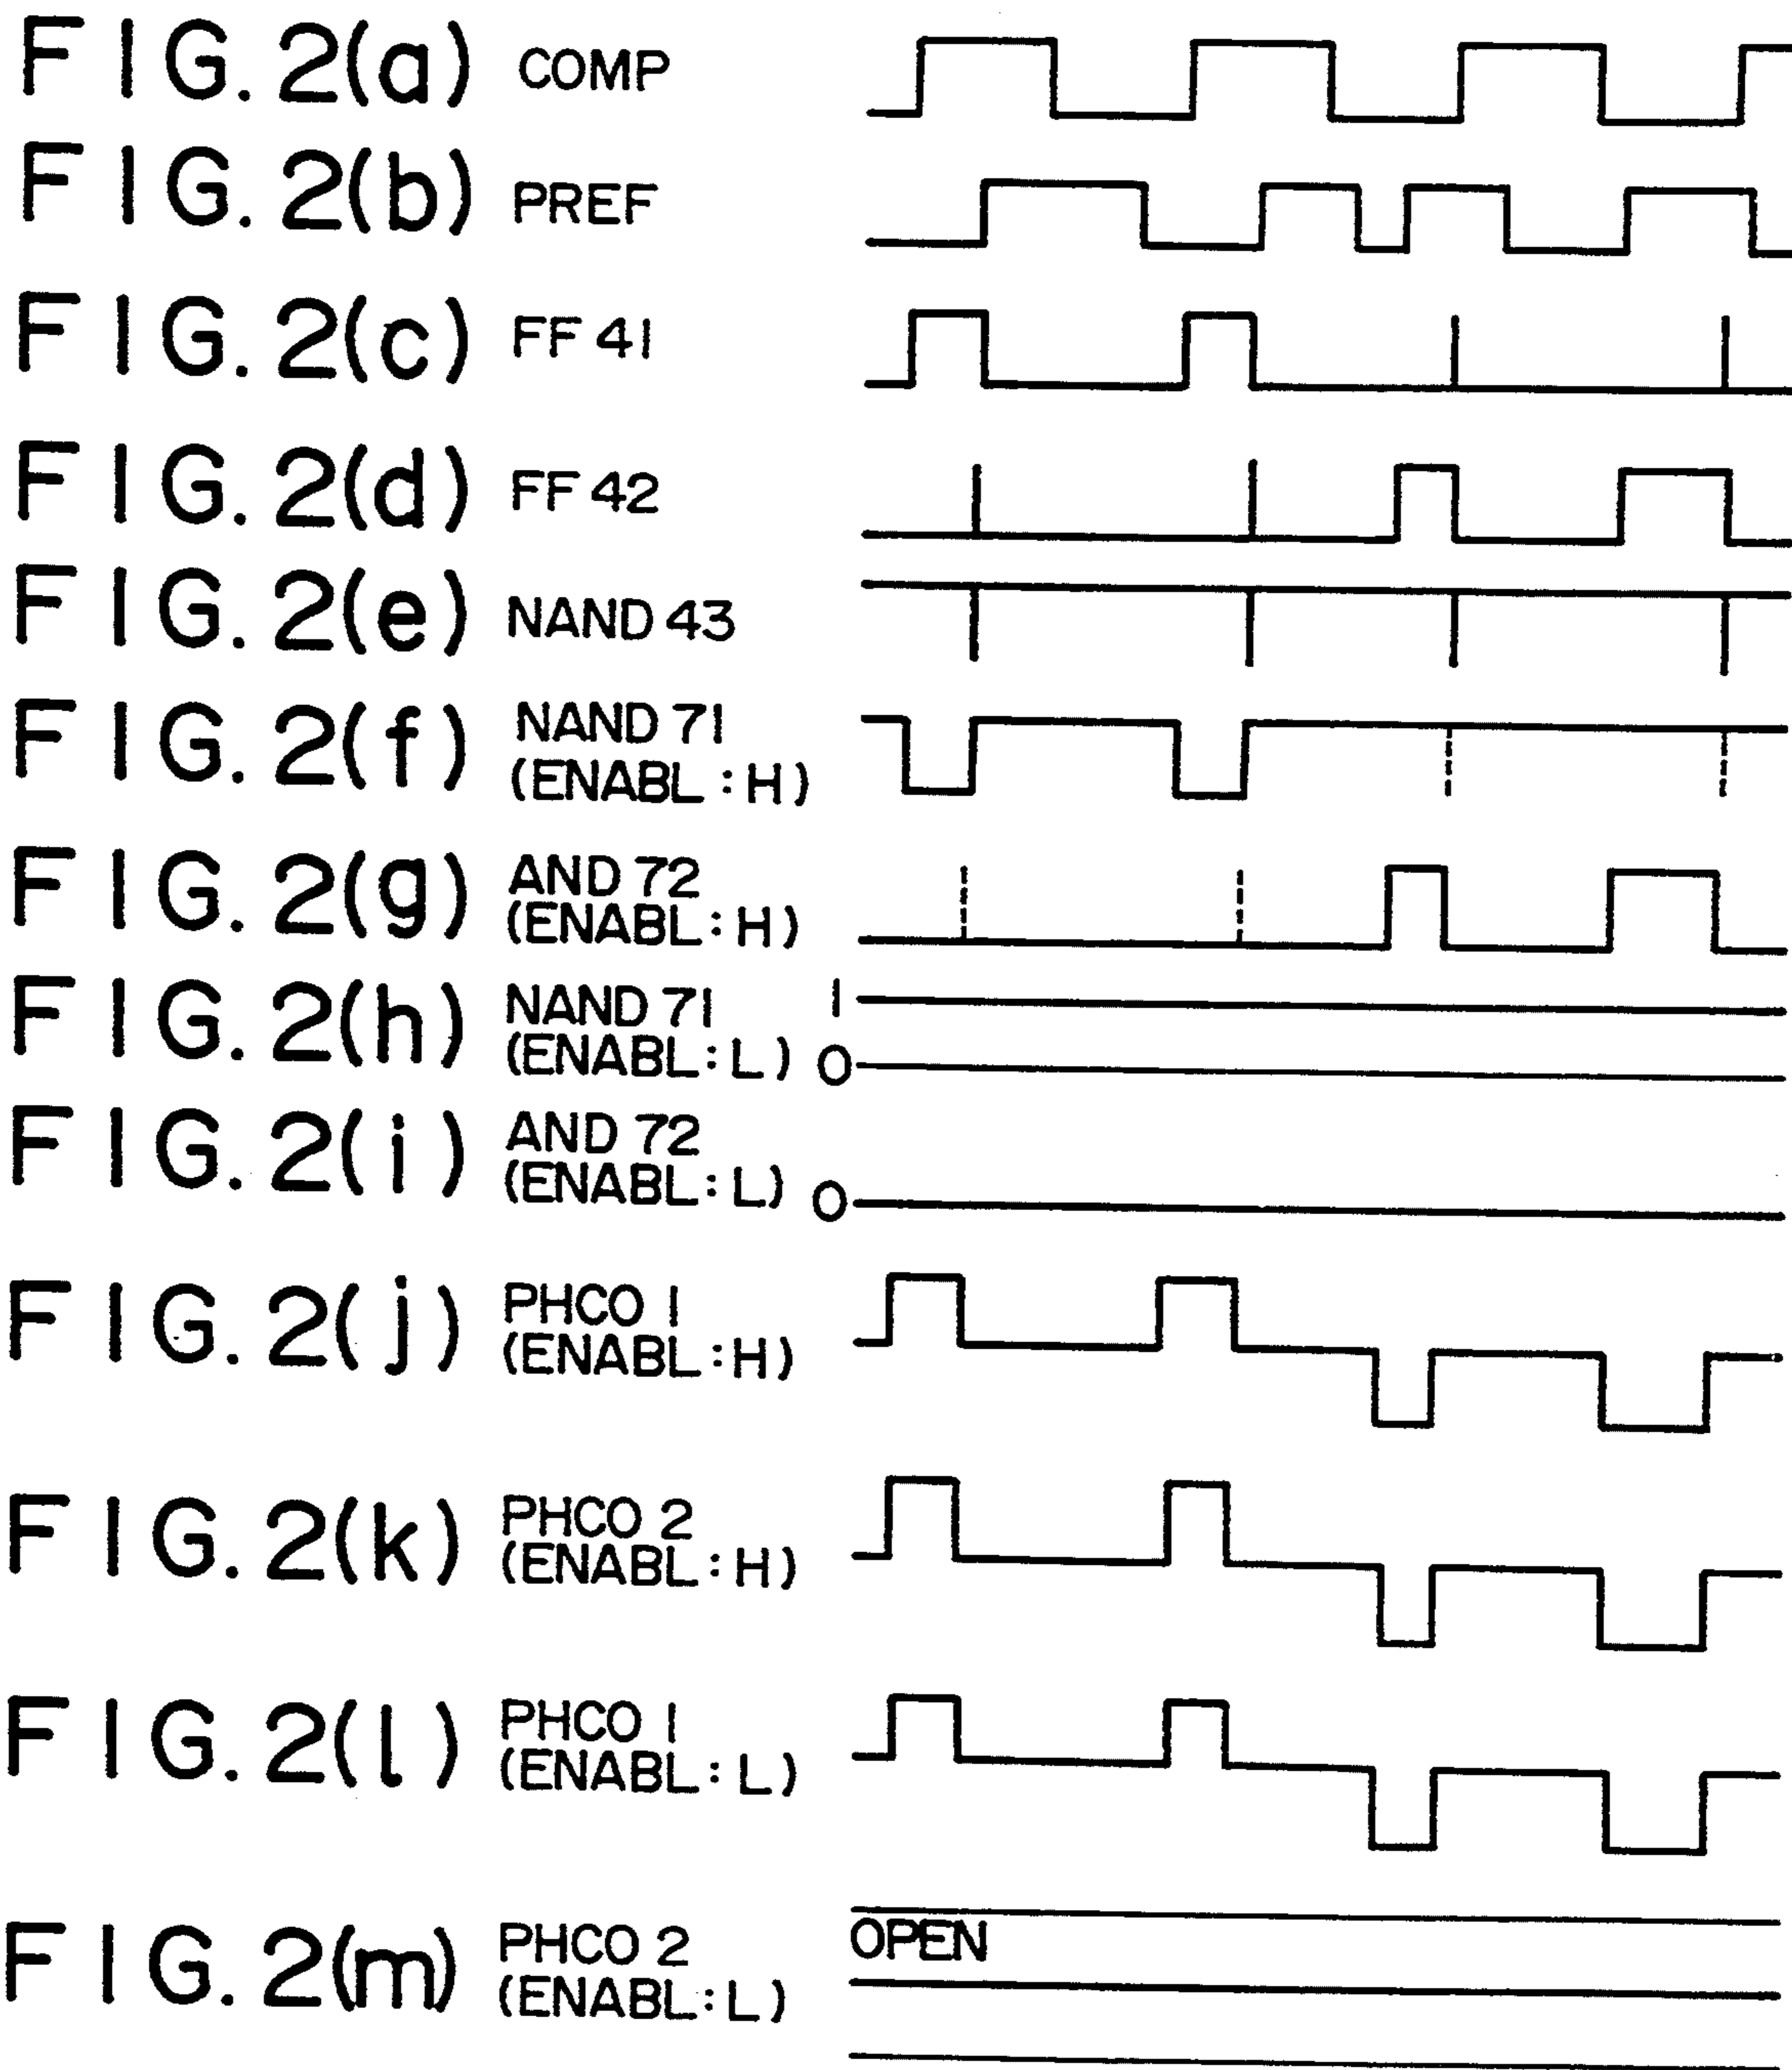 FIG. 2(a) COMP
FIG. 2(b) PREF
FIG. 2(c) FF 41
FIG. 2(d) FF 42
FIG. 2(e) NAND 43
FIG. 2(f) NAND 71
(ENABL : H)
FIG. 2(g) AND 72
(ENABL : H)
FIG. 2(h) NAND 71 1
(ENABL : L) 0
FIG. 2(i) AND 72
(ENABL : L) 0
FIG. 2(j) PHCO 1
(ENABL : H)
FIG. 2(k) PHCO 2
(ENABL : H)
FIG. 2(l) PHCO 1
(ENABL : L)
FIG. 2(m) PHCO 2 OPEN
(ENABL : L)